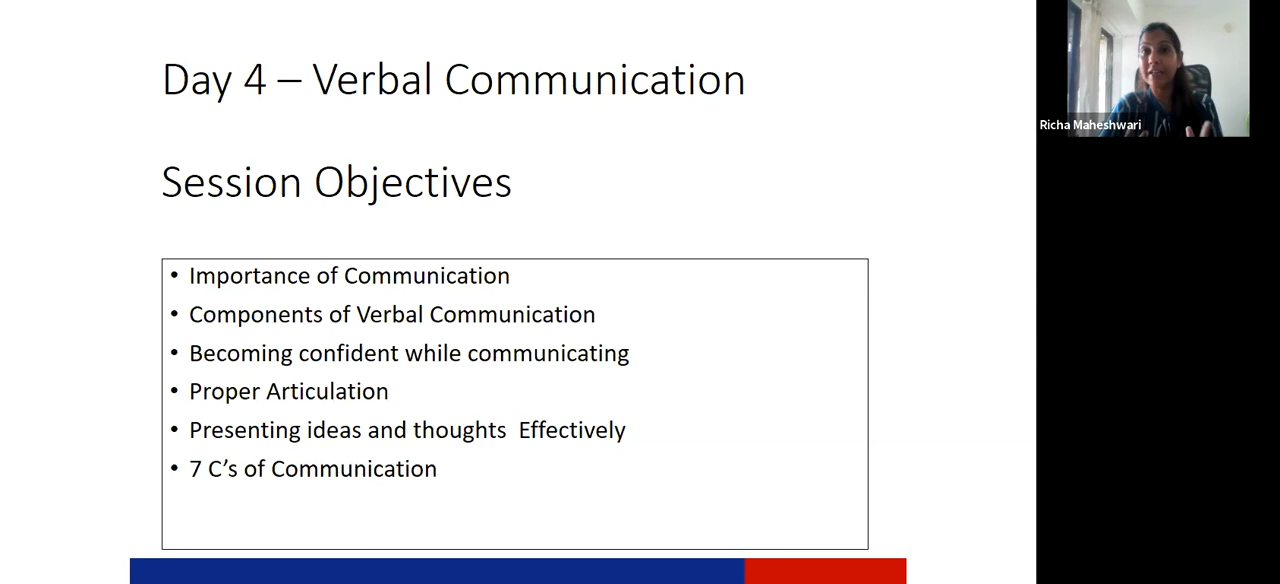 Day 4 – Verbal Communication
Session Objectives
• Importance of Communication
• Components of Verbal Communication
• Becoming confident while communicating
• Proper Articulation
• Presenting ideas and thoughts  Effectively
• 7 C’s of Communication
Richa Maheshwari